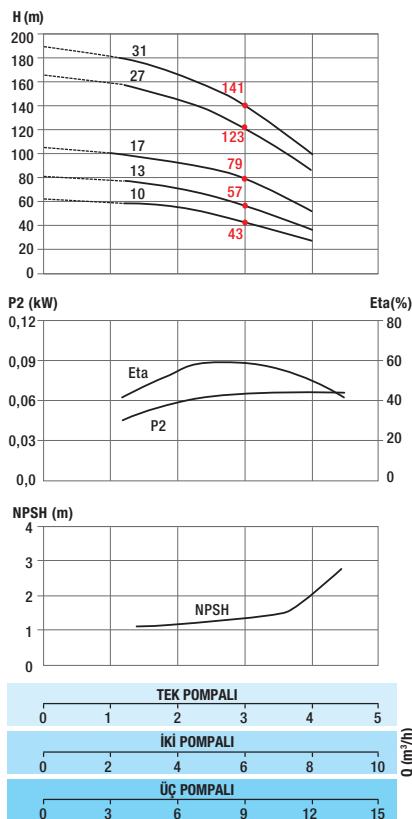 H (m)
200
180
160
140
120
100
80
60
40
20
0
31
27
17
13
10
141
123
79
57
43
P2 (kW)
Eta(%)
0,12
0,09
0,06
0,03
0,0
80
60
40
20
0
Eta
P2
NPSH (m)
4
3
2
1
0
NPSH
TEK POMPALI
0 1 2 3 4 5
İKİ POMPALI
0 2 4 6 8 10
ÜÇ POMPALI
0 3 6 9 12 15
Q (m³/h)